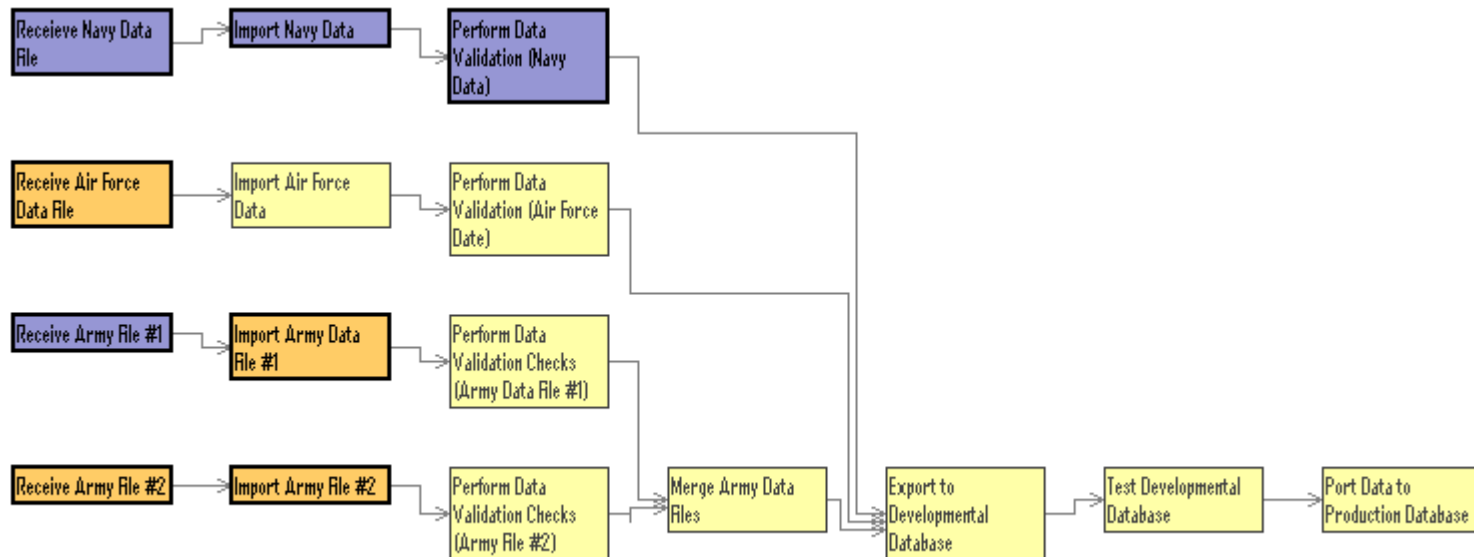 Receieve Navy Data
File
Import Navy Data
Perform Data
Validation (Navy
Data)
Receive Air Force
Data File
Import Air Force
Data
Perform Data
Validation (Air Force
Date)
Receive Army File #1
Import Army Data
File #1
Perform Data
Validation Checks
(Army Data File #1)
Receive Army File #2
Import Army File #2
Perform Data
Validation Checks
(Army File #2)
Merge Army Data
Files
Export to
Developmental
Database
Test Developmental
Database
Port Data to
Production Database